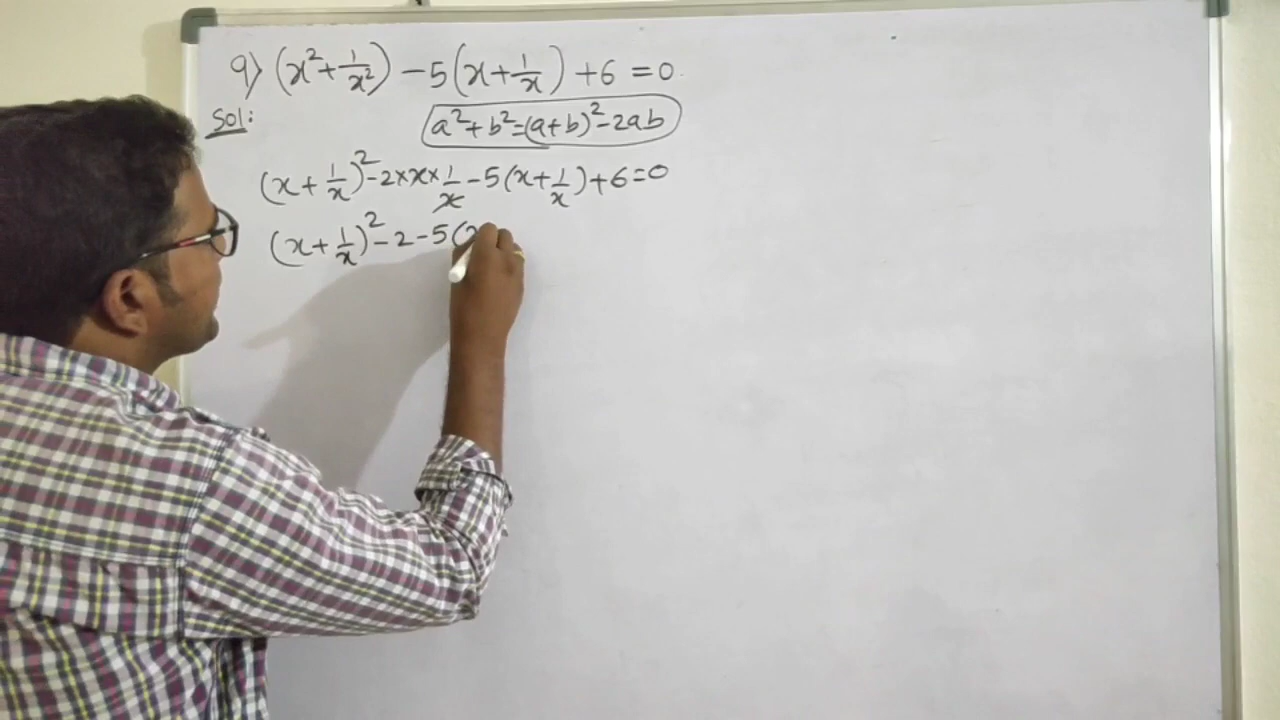 9) (x²+1/x²) -5(x+1/x) +6 =0
Sol:
a²+b²=(a+b)²-2ab
(x+1/x)²-2×x×1/x -5(x+1/x)+6=0
(x+1/x)²-2-5(x